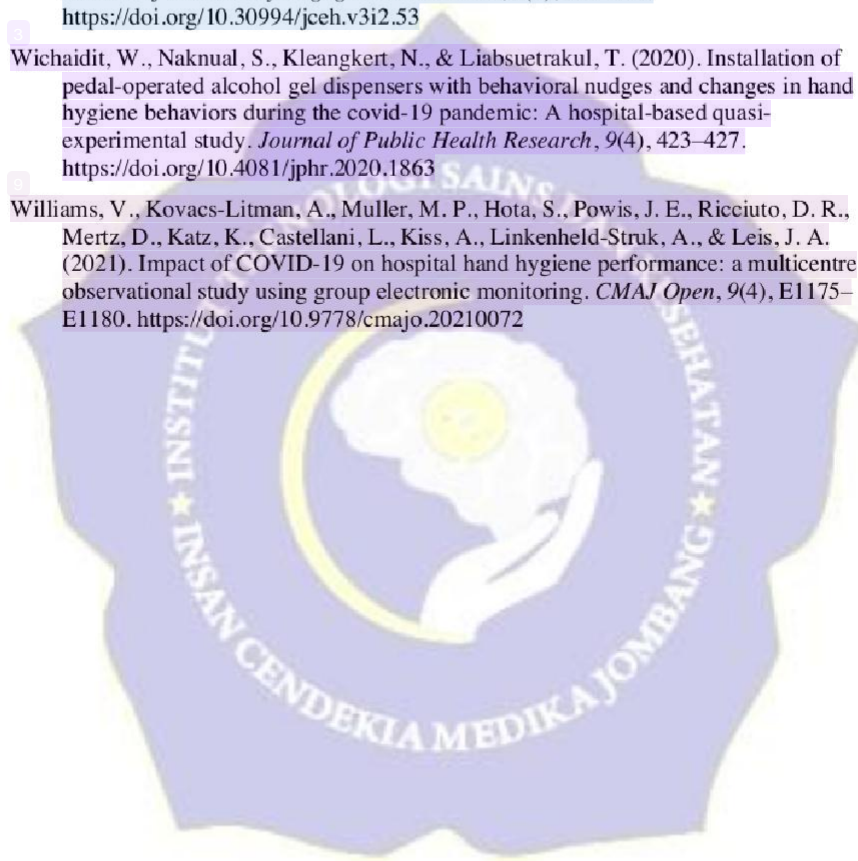 https://doi.org/10.30994/jceh.v3i2.53
3
Wichaidit, W., Naknual, S., Kleangkert, N., & Liabsuetrakul, T. (2020). Installation of
pedal-operated alcohol gel dispensers with behavioral nudges and changes in hand
hygiene behaviors during the covid-19 pandemic: A hospital-based quasi-
experimental study. Journal of Public Health Research, 9(4), 423–427.
https://doi.org/10.4081/jphr.2020.1863
9
Williams, V., Kovacs-Litman, A., Muller, M. P., Hota, S., Powis, J. E., Ricciuto, D. R.,
Mertz, D., Katz, K., Castellani, L., Kiss, A., Linkenheld-Struk, A., & Leis, J. A.
(2021). Impact of COVID-19 on hospital hand hygiene performance: a multicentre
observational study using group electronic monitoring. CMAJ Open, 9(4), E1175–
E1180. https://doi.org/10.9778/cmajo.20210072
INSTITUT TEKNOLOGI SAINS DAN KESEHATAN
INSAN CENDEKIA MEDIKA JOMBANG